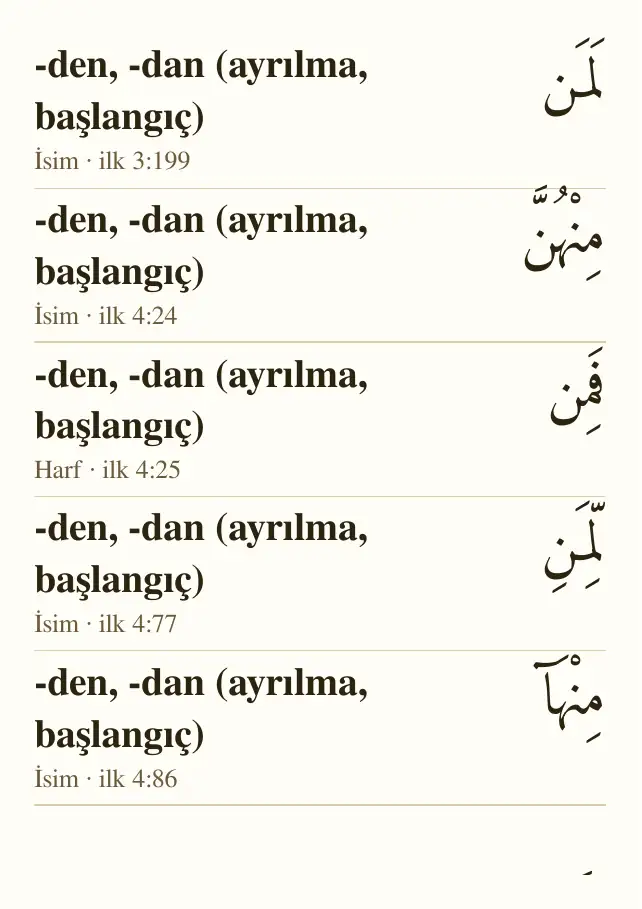 -den, -dan (ayrılma, لَمَن
başlangıç)
İsim · ilk 3:199
-den, -dan (ayrılma, مِنْهُنَّ
başlangıç)
İsim · ilk 4:24
-den, -dan (ayrılma, فَمِن
başlangıç)
Harf · ilk 4:25
-den, -dan (ayrılma, لِّمَنِ
başlangıç)
İsim · ilk 4:77
-den, -dan (ayrılma, مِنْهَآ
başlangıç)
İsim · ilk 4:86